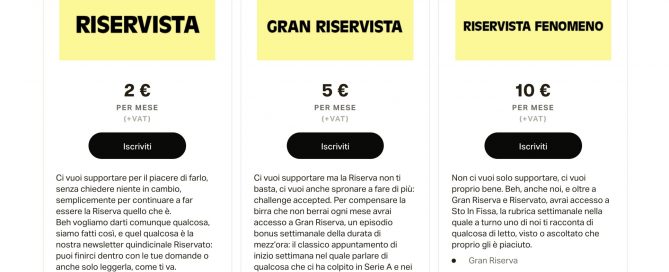 RISERVISTA
2 €
PER MESE
(+VAT)
Iscriviti
Ci vuoi supportare per il piacere di farlo,
senza chiedere niente in cambio,
semplicemente per continuare a far
essere la Riserva quello che è.
Beh vogliamo darti comunque qualcosa,
siamo fatti così, e quel qualcosa è la
nostra newsletter quindicinale Riservato:
puoi finirci dentro con le tue domande o
anche solo leggerla, come ti va.
GRAN RISERVISTA
5 €
PER MESE
(+VAT)
Iscriviti
Ci vuoi supportare ma la Riserva non ti
basta, ci vuoi anche spronare a fare di più:
challenge accepted. Per compensare la
birra che non berrai ogni mese avrai
accesso a Gran Riserva, un episodio
bonus settimanale della durata di
mezz'ora: il classico appuntamento di
inizio settimana nel quale parlare di
qualcosa che ci ha colpito in Serie A e nei
RISERVISTA FENOMENO
10 €
PER MESE
(+VAT)
Iscriviti
Non ci vuoi solo supportare, ci vuoi
proprio bene. Beh, anche noi, e oltre a
Gran Riserva e Riservato, avrai accesso a
Sto In Fissa, la rubrica settimanale nella
quale a turno uno di noi ti racconta di
qualcosa di letto, visto o ascoltato che
proprio gli è piaciuto.
Gran Riserva